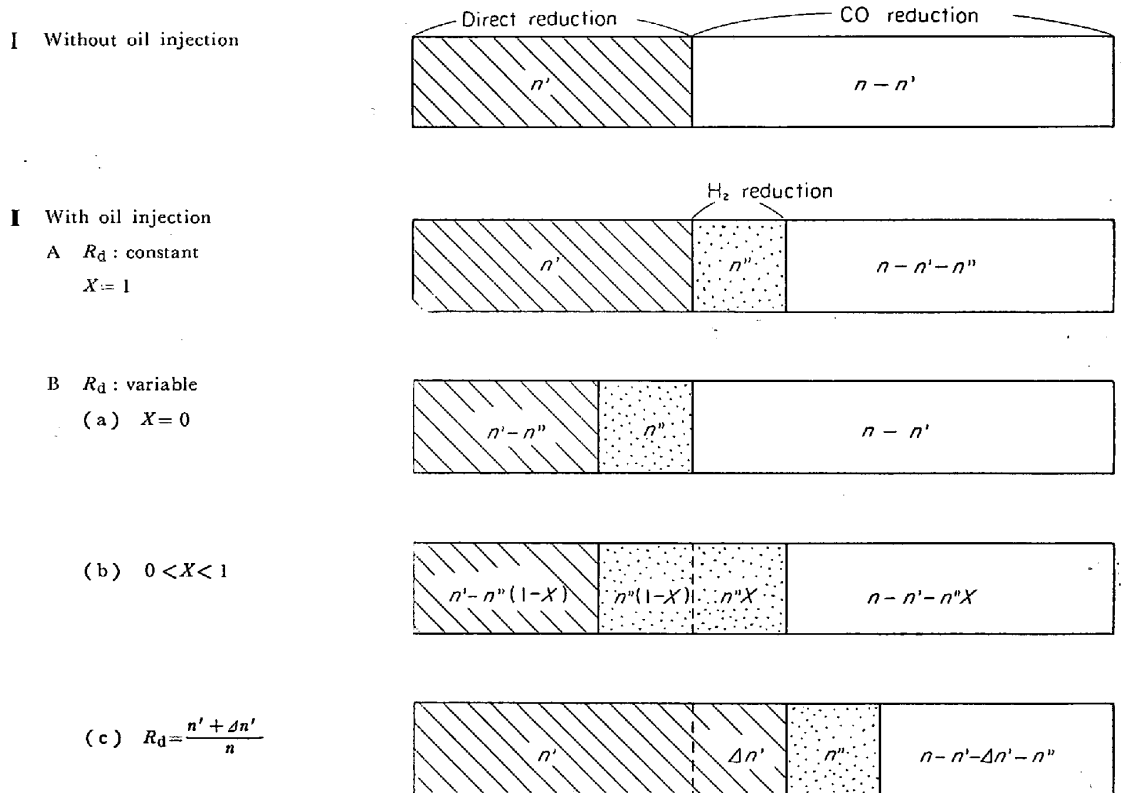 Direct reduction CO reduction
I Without oil injection
n' n − n'
H₂ reduction
II With oil injection
A R_d : constant
X = 1
n' n" n − n' − n"
B R_d : variable
(a) X = 0
n' − n" n" n − n'
(b) 0 < X < 1
n' − n" (1−X) n" (1−X) n"X n − n' − n"X
(c) R_d = (n' + Δn') / n
n' Δn' n" n − n' − Δn' − n"